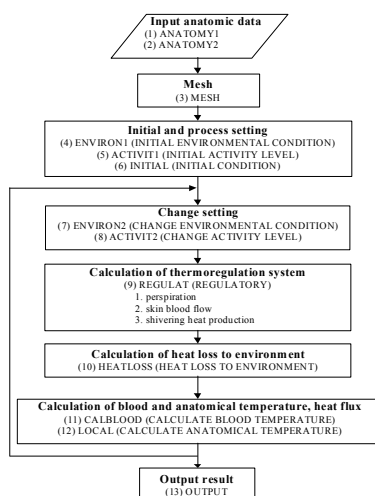 Input anatomic data
(1) ANATOMY1
(2) ANATOMY2
Mesh
(3) MESH
Initial and process setting
(4) ENVIRON1 (INITIAL ENVIRONMENTAL CONDITION)
(5) ACTIVIT1 (INITIAL ACTIVITY LEVEL)
(6) INITIAL (INITIAL CONDITION)
Change setting
(7) ENVIRON2 (CHANGE ENVIRONMENTAL CONDITION)
(8) ACTIVIT2 (CHANGE ACTIVITY LEVEL)
Calculation of thermoregulation system
(9) REGULAT (REGULATORY)
1. perspiration
2. skin blood flow
3. shivering heat production
Calculation of heat loss to environment
(10) HEATLOSS (HEAT LOSS TO ENVIRONMENT)
Calculation of blood and anatomical temperature, heat flux
(11) CALBLOOD (CALCULATE BLOOD TEMPERATURE)
(12) LOCAL (CALCULATE ANATOMICAL TEMPERATURE)
Output result
(13) OUTPUT